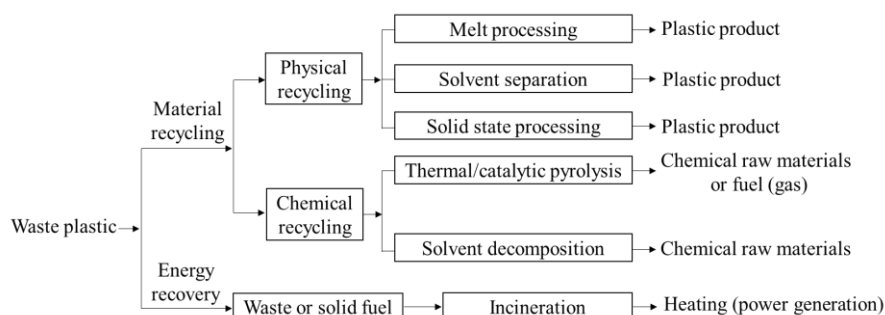 Melt processing
Plastic product
Physical
recycling
Solvent separation
Plastic product
Material
recycling
Solid state processing
Plastic product
Thermal/catalytic pyrolysis
Chemical raw materials
or fuel (gas)
Chemical
recycling
Waste plastic
Solvent decomposition
Chemical raw materials
Energy
recovery
Waste or solid fuel
Incineration
Heating (power generation)